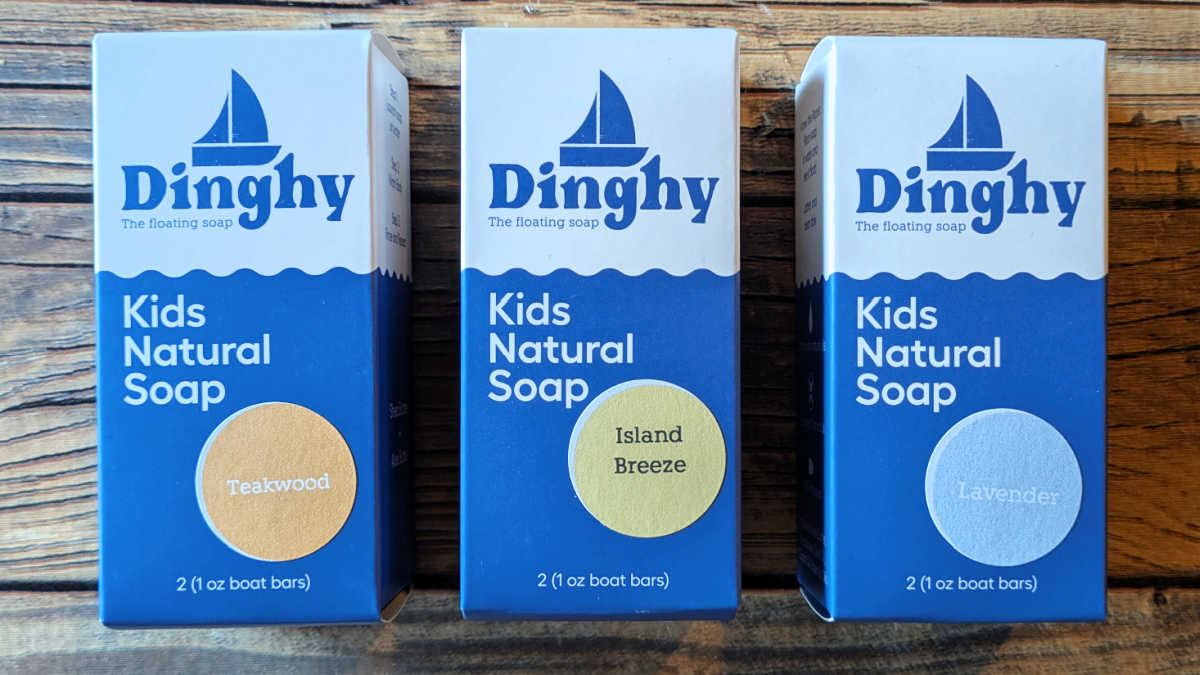 Dinghy
The floating soap
Kids
Natural
Soap
Teakwood
2 (1 oz boat bars)
Dinghy
The floating soap
Kids
Natural
Soap
Island
Breeze
2 (1 oz boat bars)
Dinghy
The floating soap
Kids
Natural
Soap
Lavender
2 (1 oz boat bars)